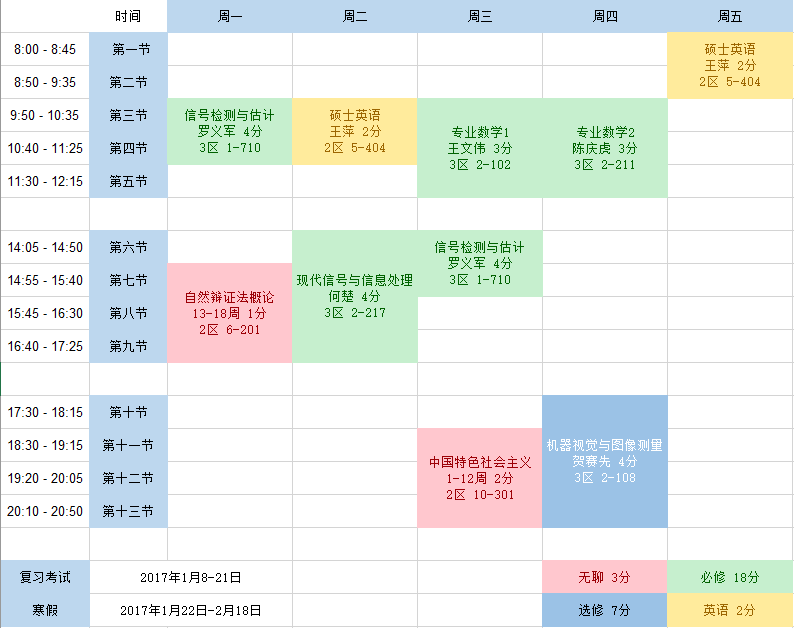 时间 周一 周二 周三 周四 周五
8:00 - 8:45 第一节
8:50 - 9:35 第二节
硕士英语
王萍 2分
2区 5-404
9:50 - 10:35 第三节
10:40 - 11:25 第四节
11:30 - 12:15 第五节
信号检测与估计
罗义军 4分
3区 1-710
硕士英语
王萍 2分
2区 5-404
专业数学1
王文伟 3分
3区 2-102
专业数学2
陈庆虎 3分
3区 2-211
14:05 - 14:50 第六节
14:55 - 15:40 第七节
15:45 - 16:30 第八节
16:40 - 17:25 第九节
自然辩证法概论
13-18周 1分
2区 6-201
现代信号与信息处理
何楚 4分
3区 2-217
信号检测与估计
罗义军 4分
3区 1-710
17:30 - 18:15 第十节
18:30 - 19:15 第十一节
19:20 - 20:05 第十二节
20:10 - 20:50 第十三节
中国特色社会主义
1-12周 2分
2区 10-301
机器视觉与图像测量
贺赛先 4分
3区 2-108
复习考试 2017年1月8-21日 无聊 3分 必修 18分
寒假 2017年1月22日-2月18日 选修 7分 英语 2分